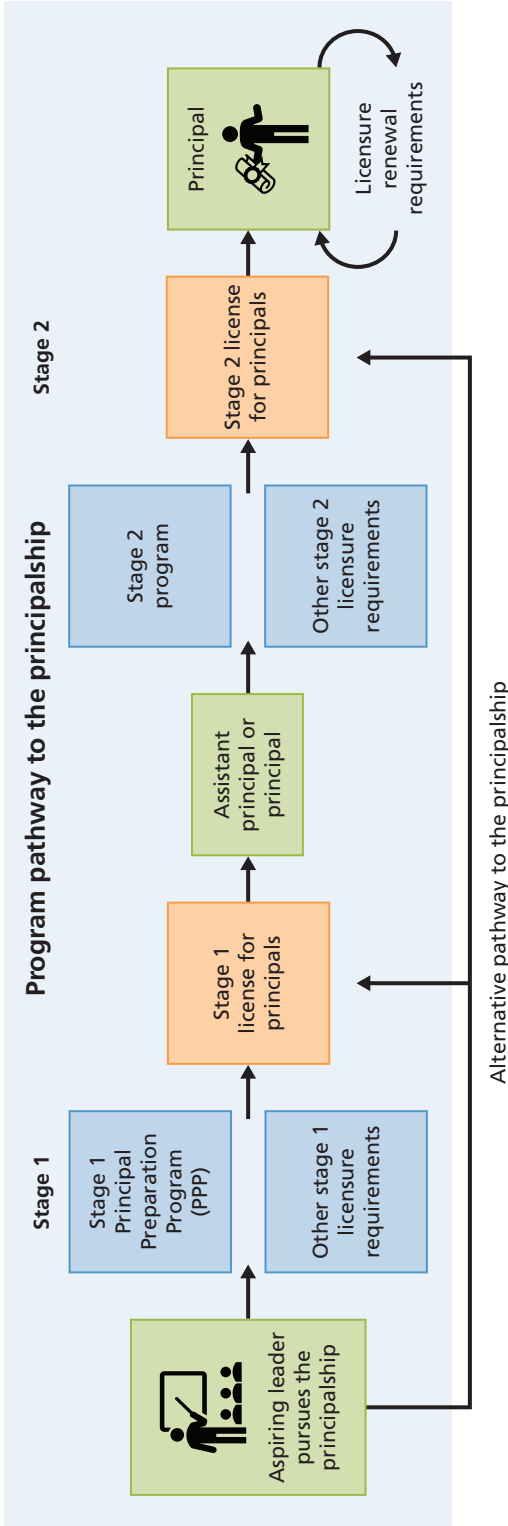 Program pathway to the principalship
Stage 1
Stage 2
Aspiring leader
pursues the
principalship
Stage 1
Principal
Preparation
Program
(PPP)
Other stage 1
licensure
requirements
Stage 1
license for
principals
Assistant
principal or
principal
Stage 2
program
Other stage 2
licensure
requirements
Stage 2 license
for principals
Principal
Licensure
renewal
requirements
Alternative pathway to the principalship